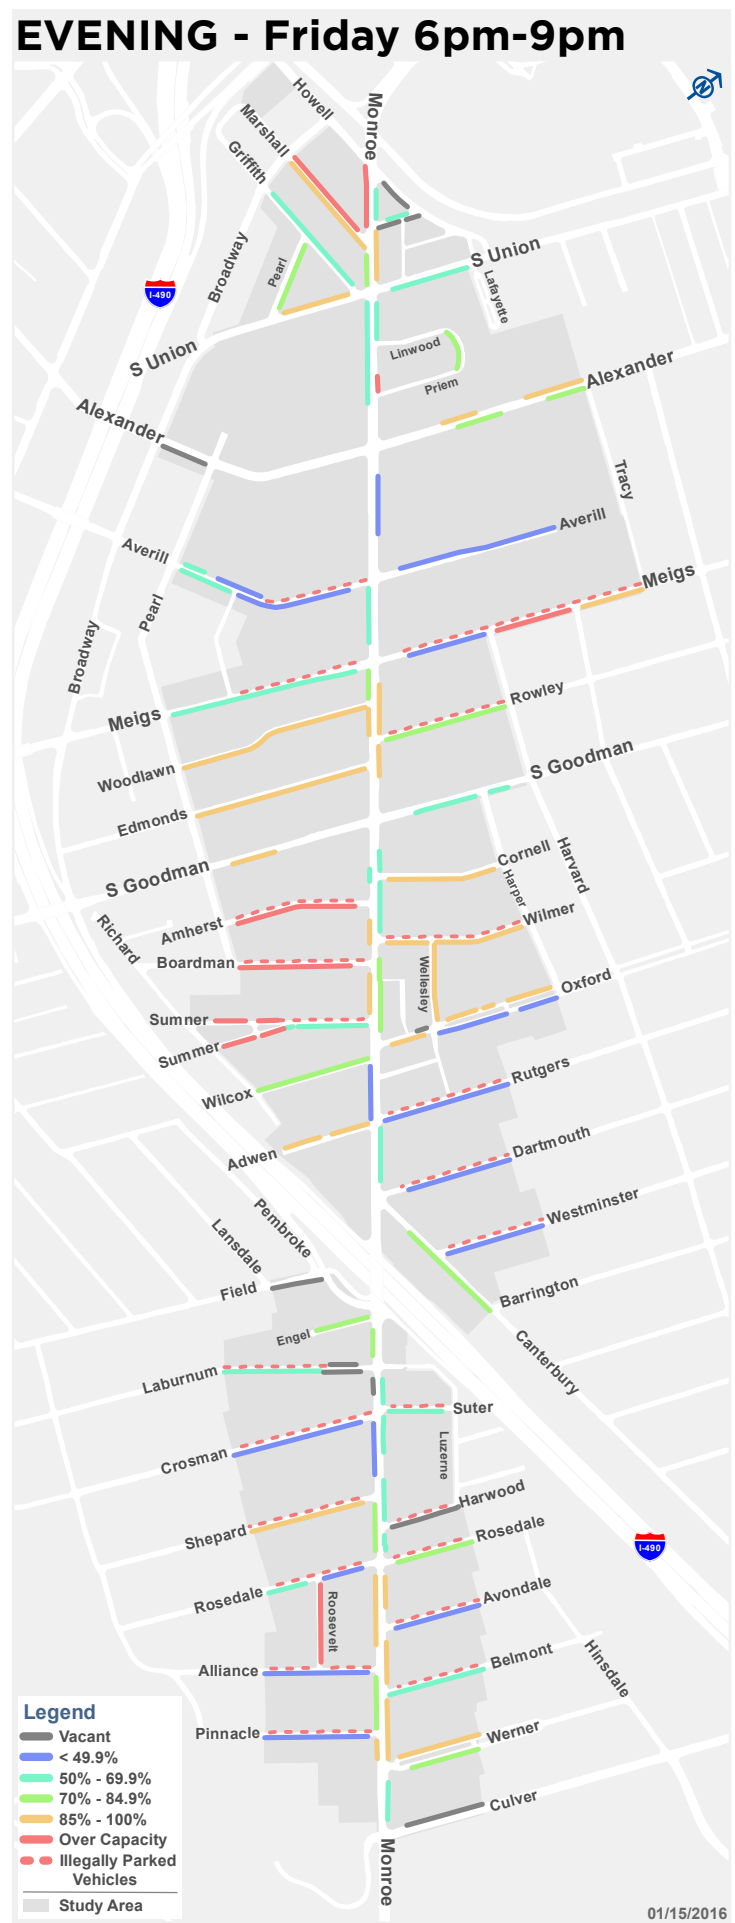 EVENING - Friday 6pm-9pm
N
Howell
Monroe
Marshall
Griffith
Broadway
Pearl
S Union
Lafayette
I-490
S Union
Linwood
Priem
Alexander
Alexander
Tracy
Averill
Averill
Meigs
Pearl
Broadway
Meigs
Rowley
Woodlawn
S Goodman
Edmonds
S Goodman
Cornell
Harper
Harvard
Richard
Amherst
Wilmer
Boardman
Wellesley
Oxford
Sumner
Summer
Wilcox
Rutgers
Adwen
Dartmouth
Pembroke
Lansdale
Westminster
Field
Barrington
Engel
Canterbury
Laburnum
Suter
Luzerne
Crosman
Harwood
Shepard
Rosedale
I-490
Rosedale
Roosevelt
Avondale
Hinsdale
Belmont
Alliance
Pinnacle
Werner
Culver
Monroe
Legend
Vacant
< 49.9%
50% - 69.9%
70% - 84.9%
85% - 100%
Over Capacity
Illegally Parked
Vehicles
Study Area
01/15/2016